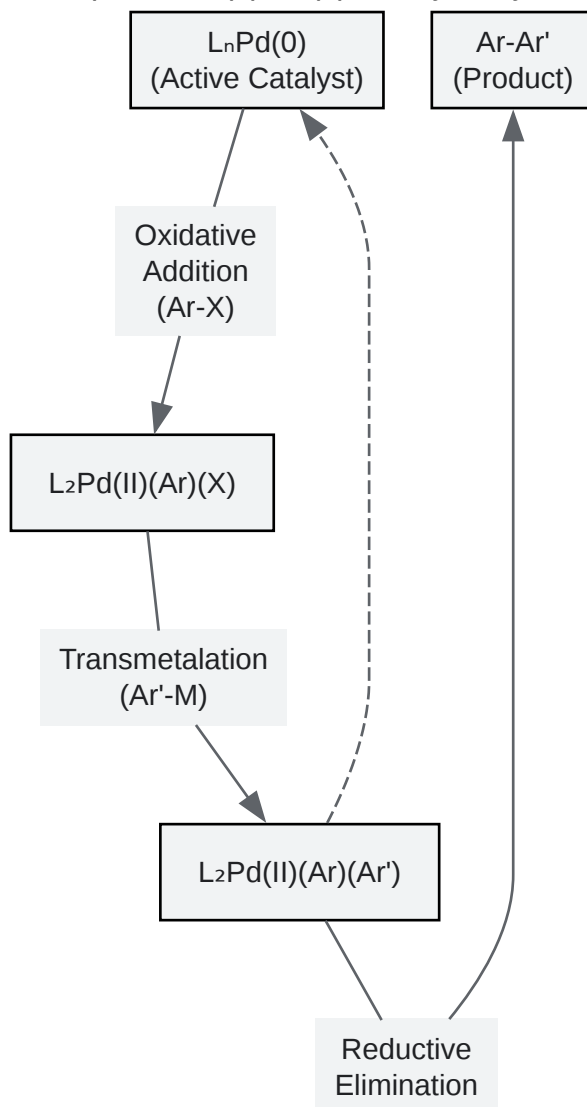 LₙPd(0)
(Active Catalyst)
Ar-Ar'
(Product)
Oxidative
Addition
(Ar-X)
L₂Pd(II)(Ar)(X)
Transmetalation
(Ar'-M)
L₂Pd(II)(Ar)(Ar')
Reductive
Elimination